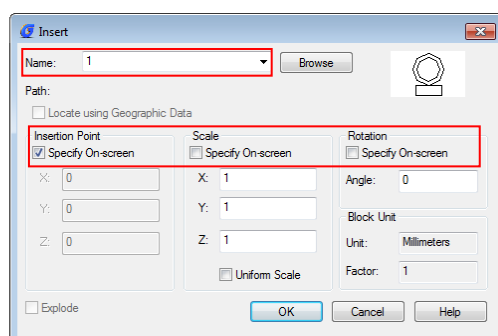 Insert
Name: 1 Browse
Path:
Locate using Geographic Data
Insertion Point Scale Rotation
Specify On-screen Specify On-screen Specify On-screen
X: 0 X: 1 Angle: 0
Y: 0 Y: 1 Block Unit
Z: 0 Z: 1 Unit: Millimeters
Uniform Scale Factor: 1
Explode OK Cancel Help